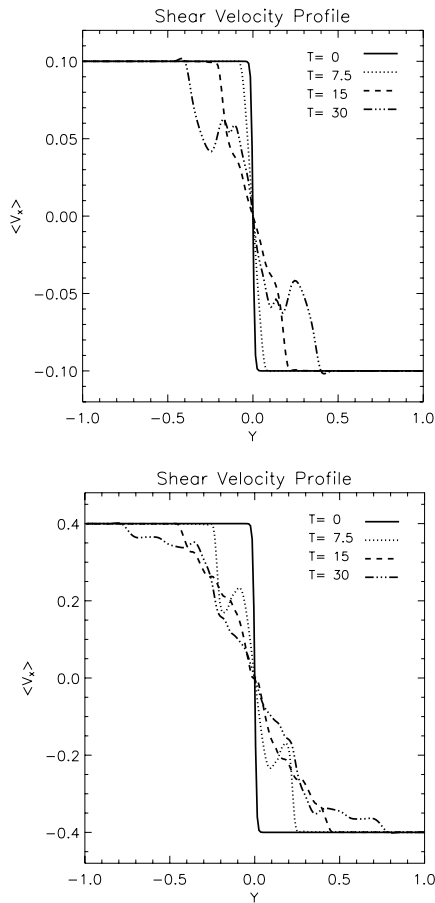 Shear Velocity Profile
T= 0
T= 7.5
T= 15
T= 30
0.10
0.05
0.00
−0.05
−0.10
<Vx>
−1.0 −0.5 0.0 0.5 1.0
Y
Shear Velocity Profile
T= 0
T= 7.5
T= 15
T= 30
0.4
0.2
0.0
−0.2
−0.4
<Vx>
−1.0 −0.5 0.0 0.5 1.0
Y